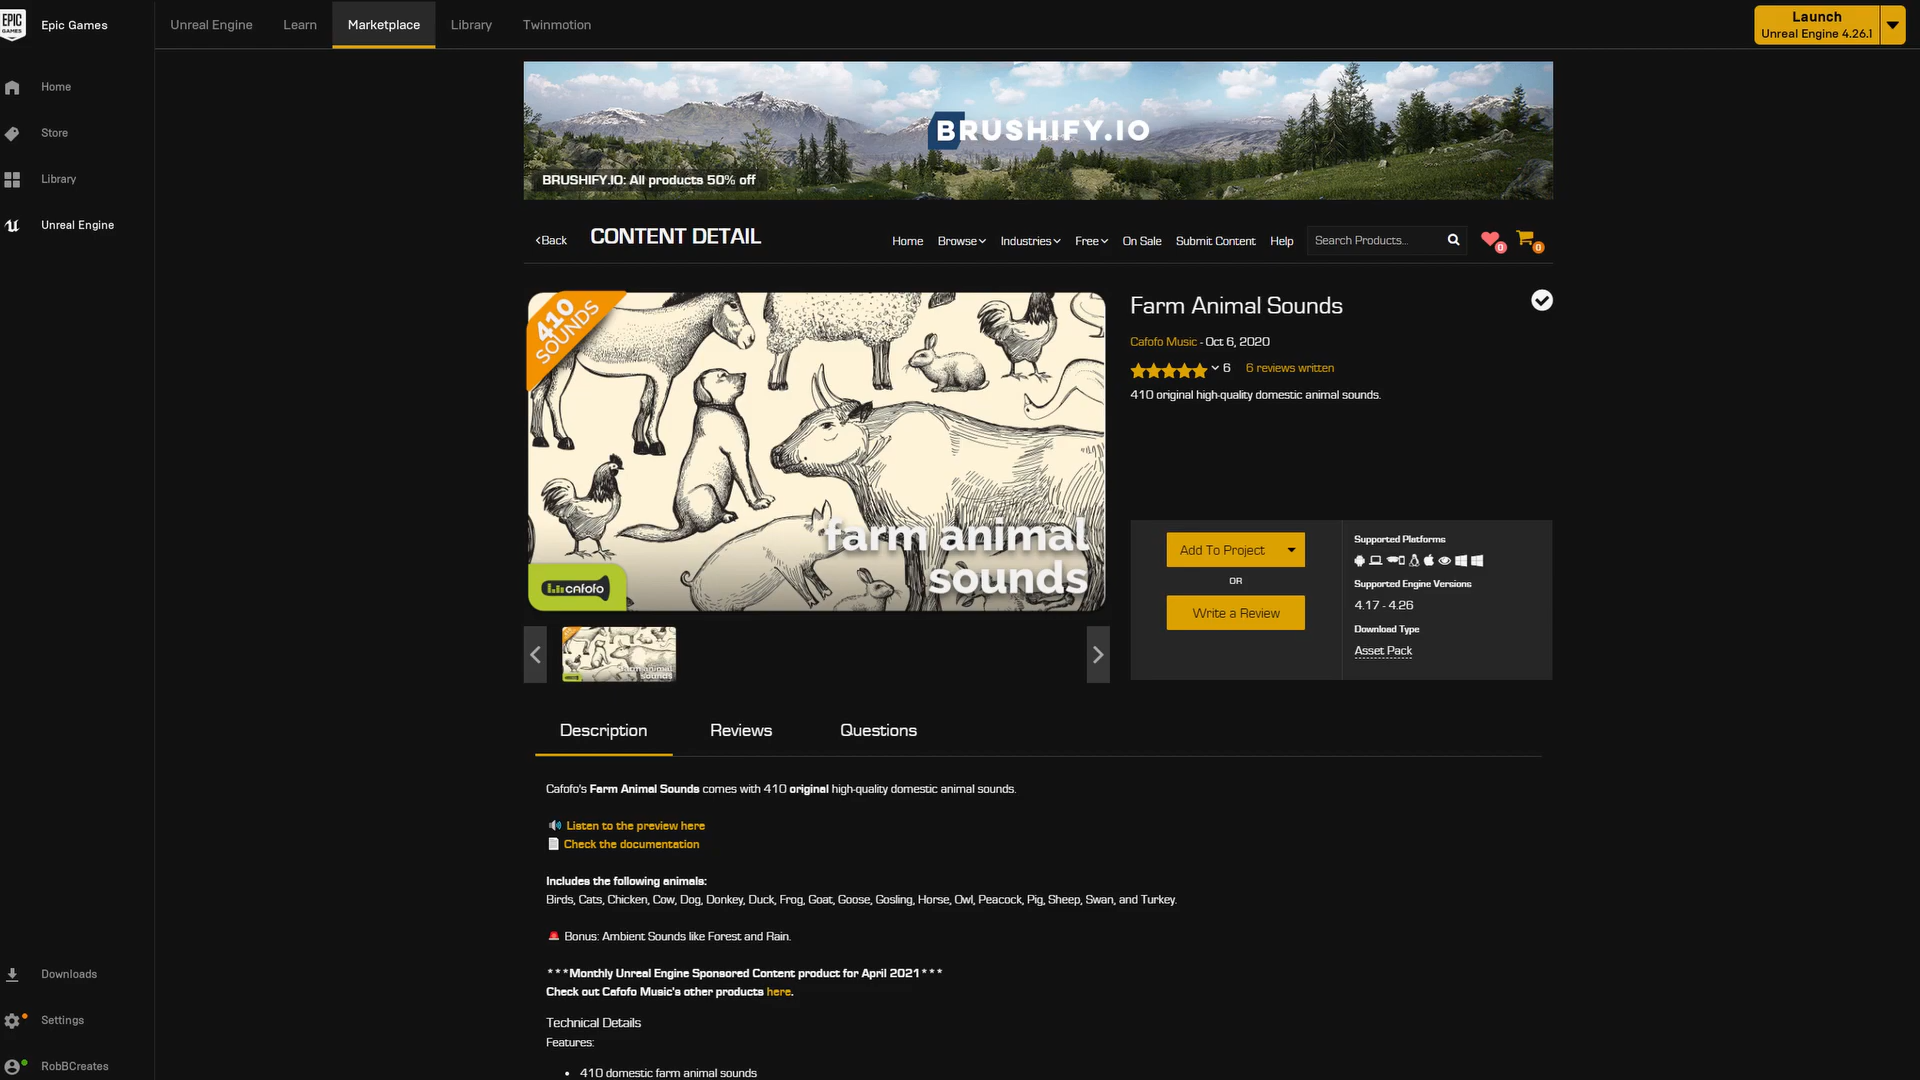 EPIC GAMES
Epic Games
Unreal Engine
Learn
Marketplace
Library
Twinmotion
Launch
Unreal Engine 4.26.1
Home
Store
Library
Unreal Engine
BRUSHIFY.IO
BRUSHIFY.IO: All products 50% off
Back
CONTENT DETAIL
Home
Browse
Industries
Free
On Sale
Submit Content
Help
Search Products...
0
0
410 SOUNDS
farm animal
sounds
cafofo
Farm Animal Sounds
Cafofo Music - Oct 6, 2020
6
6 reviews written
410 original high-quality domestic animal sounds.
Add To Project
OR
Write a Review
Supported Platforms
Supported Engine Versions
4.17 - 4.26
Download Type
Asset Pack
farm animal
sounds
Description
Reviews
Questions
Cafofo's Farm Animal Sounds comes with 410 original high-quality domestic animal sounds.
Listen to the preview here
Check the documentation
Includes the following animals:
Birds, Cats, Chicken, Cow, Dog, Donkey, Duck, Frog, Goat, Goose, Gosling, Horse, Owl, Peacock, Pig, Sheep, Swan, and Turkey.
Bonus: Ambient Sounds like Forest and Rain.
***Monthly Unreal Engine Sponsored Content product for April 2021***
Check out Cafofo Music's other products here.
Technical Details
Features:
• 410 domestic farm animal sounds
Downloads
Settings
RobBCreates